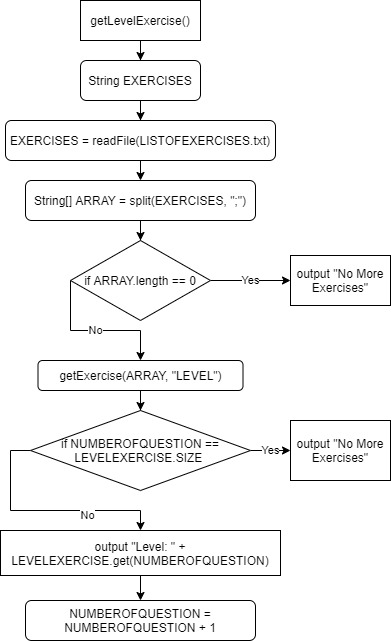 getLevelExercise()
String EXERCISES
EXERCISES = readFile(LISTOFEXERCISES.txt)
String[] ARRAY = split(EXERCISES, ";")
if ARRAY.length == 0
Yes
output "No More
Exercises"
No
getExercise(ARRAY, "LEVEL")
if NUMBEROFQUESTION ==
LEVELEXERCISE.SIZE
Yes
output "No More
Exercises"
No
output "Level: " +
LEVELEXERCISE.get(NUMBEROFQUESTION)
NUMBEROFQUESTION =
NUMBEROFQUESTION + 1